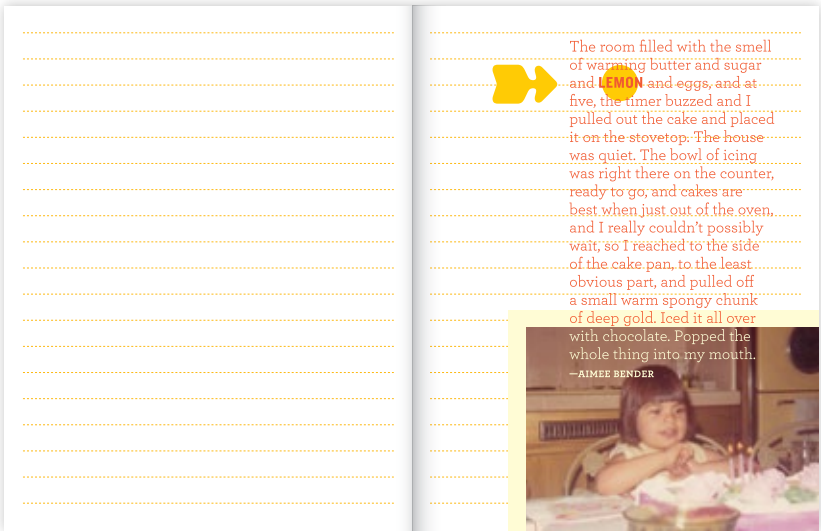 The room filled with the smell
of warming butter and sugar
and LEMON and eggs, and at
five, the timer buzzed and I
pulled out the cake and placed
it on the stovetop. The house
was quiet. The bowl of icing
was right there on the counter,
ready to go, and cakes are
best when just out of the oven,
and I really couldn’t possibly
wait, so I reached to the side
of the cake pan, to the least
obvious part, and pulled off
a small warm spongy chunk
of deep gold. Iced it all over
with chocolate. Popped the
whole thing into my mouth.
—AIMEE BENDER